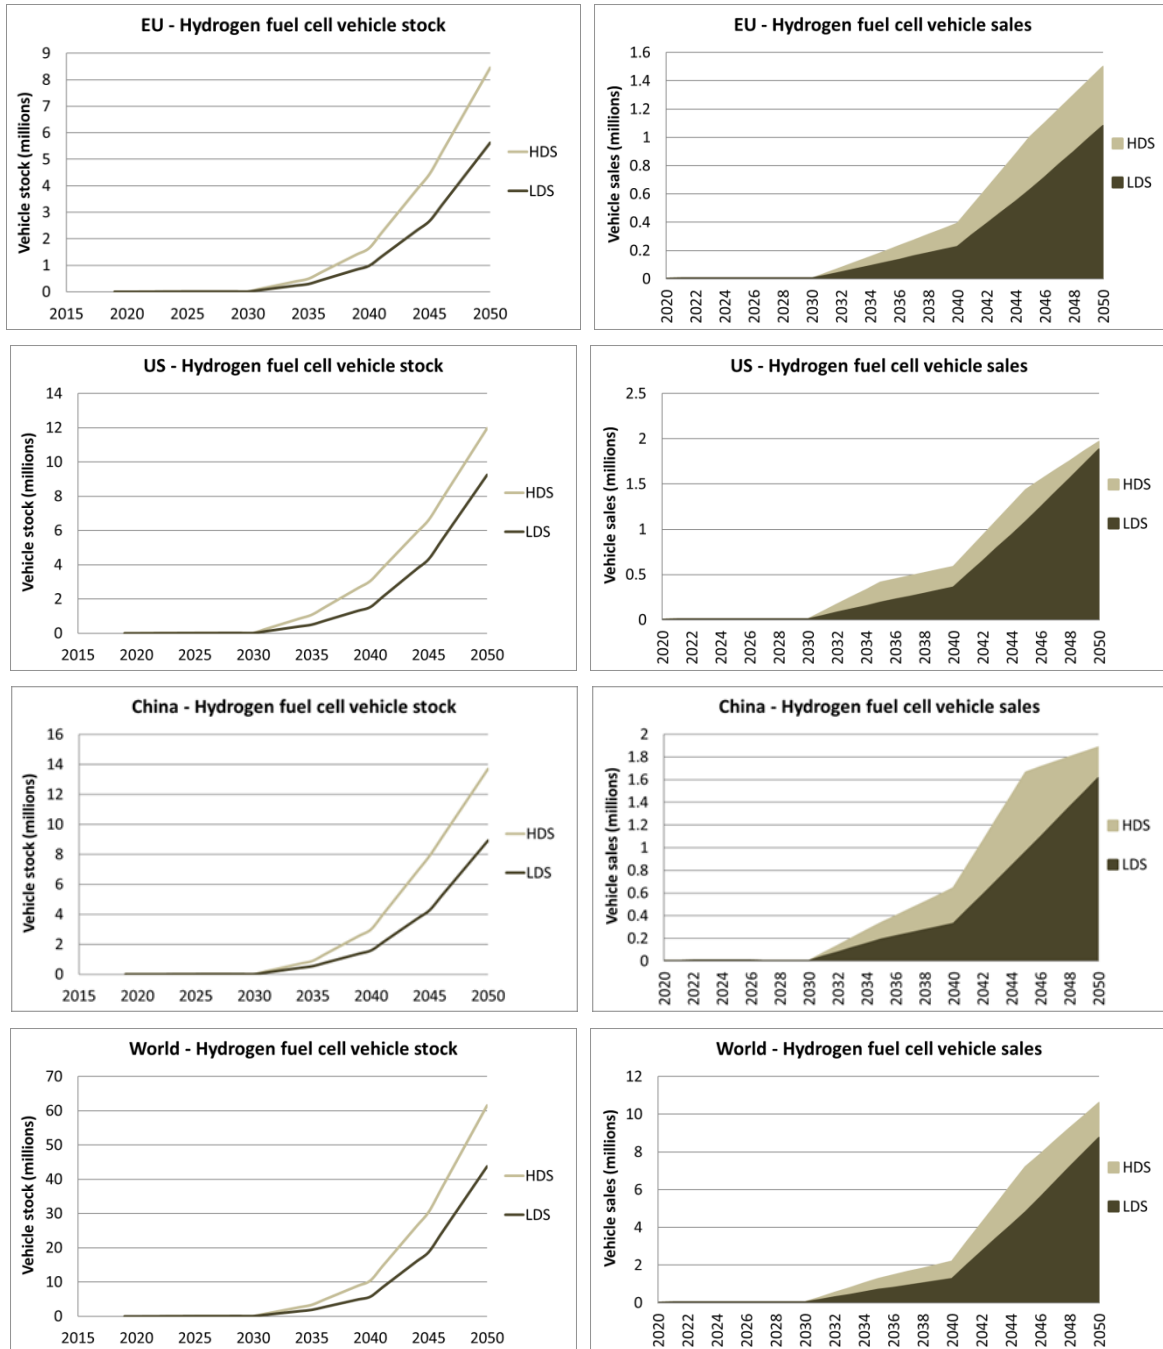 EU - Hydrogen fuel cell vehicle stock
Vehicle stock (millions)
9
8
7
6
5
4
3
2
1
0
2015 2020 2025 2030 2035 2040 2045 2050
HDS
LDS
EU - Hydrogen fuel cell vehicle sales
Vehicle sales (millions)
1.6
1.4
1.2
1
0.8
0.6
0.4
0.2
0
2020 2022 2024 2026 2028 2030 2032 2034 2036 2038 2040 2042 2044 2046 2048 2050
HDS
LDS
US - Hydrogen fuel cell vehicle stock
Vehicle stock (millions)
14
12
10
8
6
4
2
0
2015 2020 2025 2030 2035 2040 2045 2050
HDS
LDS
US - Hydrogen fuel cell vehicle sales
Vehicle sales (millions)
2.5
2
1.5
1
0.5
0
2020 2022 2024 2026 2028 2030 2032 2034 2036 2038 2040 2042 2044 2046 2048 2050
HDS
LDS
China - Hydrogen fuel cell vehicle stock
Vehicle stock (millions)
16
14
12
10
8
6
4
2
0
2015 2020 2025 2030 2035 2040 2045 2050
HDS
LDS
China - Hydrogen fuel cell vehicle sales
Vehicle sales (millions)
2
1.8
1.6
1.4
1.2
1
0.8
0.6
0.4
0.2
0
2020 2022 2024 2026 2028 2030 2032 2034 2036 2038 2040 2042 2044 2046 2048 2050
HDS
LDS
World - Hydrogen fuel cell vehicle stock
Vehicle stock (millions)
70
60
50
40
30
20
10
0
2015 2020 2025 2030 2035 2040 2045 2050
HDS
LDS
World - Hydrogen fuel cell vehicle sales
Vehicle sales (millions)
12
10
8
6
4
2
0
2020 2022 2024 2026 2028 2030 2032 2034 2036 2038 2040 2042 2044 2046 2048 2050
HDS
LDS